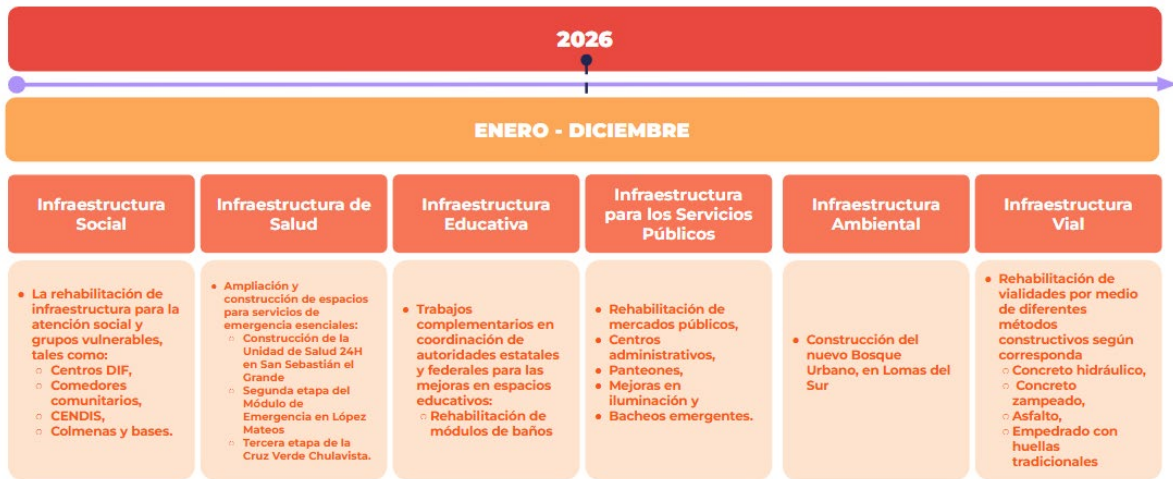 2026
ENERO - DICIEMBRE
Infraestructura
Social
• La rehabilitación de
infraestructura para la
atención social y
grupos vulnerables,
tales como:
○ Centros DIF,
○ Comedores
comunitarios,
○ CENDIS,
○ Colmenas y bases.
Infraestructura de
Salud
• Ampliación y
construcción de espacios
para servicios de
emergencia esenciales:
○ Construcción de la
Unidad de Salud 24H
en San Sebastián el
Grande
○ Segunda etapa del
Módulo de
Emergencia en López
Mateos
○ Tercera etapa de la
Cruz Verde Chulavista.
Infraestructura
Educativa
• Trabajos
complementarios en
coordinación de
autoridades estatales
y federales para las
mejoras en espacios
educativos:
○ Rehabilitación de
módulos de baños
Infraestructura
para los Servicios
Públicos
• Rehabilitación de
mercados públicos,
• Centros
administrativos,
• Panteones,
• Mejoras en
iluminación y
• Bacheos emergentes.
Infraestructura
Ambiental
• Construcción del
nuevo Bosque
Urbano, en Lomas del
Sur
Infraestructura
Vial
• Rehabilitación de
vialidades por medio
de diferentes
métodos
constructivos según
corresponda
○ Concreto hidráulico,
○ Concreto
zampeado,
○ Asfalto,
○ Empedrado con
huellas
tradicionales